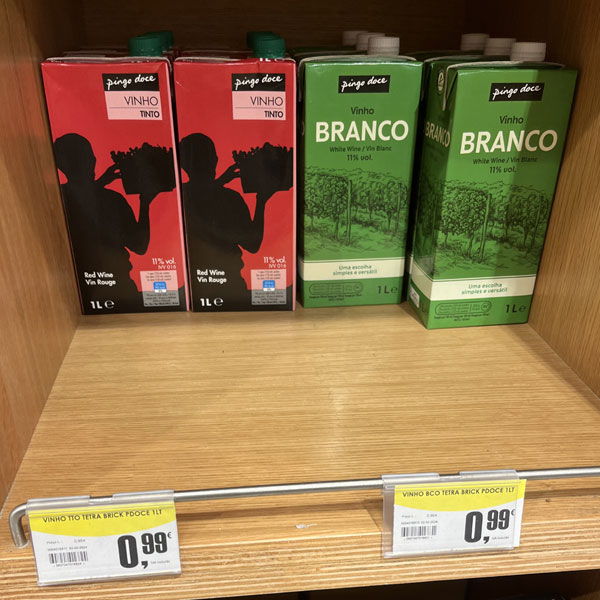 pingo doce
VINHO
TINTO
11% vol.
Red Wine
Vin Rouge
1L e
pingo doce
VINHO
TINTO
11% vol.
Red Wine
Vin Rouge
1L e
pingo doce
Vinho
BRANCO
White Wine / Vin Blanc
11% vol.
Uma escolha
simples e versátil
1L e
BRANCO
pingo doce
Vinho
BRANCO
White Wine / Vin Blanc
11% vol.
Uma escolha
simples e versátil
1L e
VINHO TTO TETRA BRICK PDOCE 1LT
0,99€
VINHO BCO TETRA BRICK PDOCE 1LT
0,99€